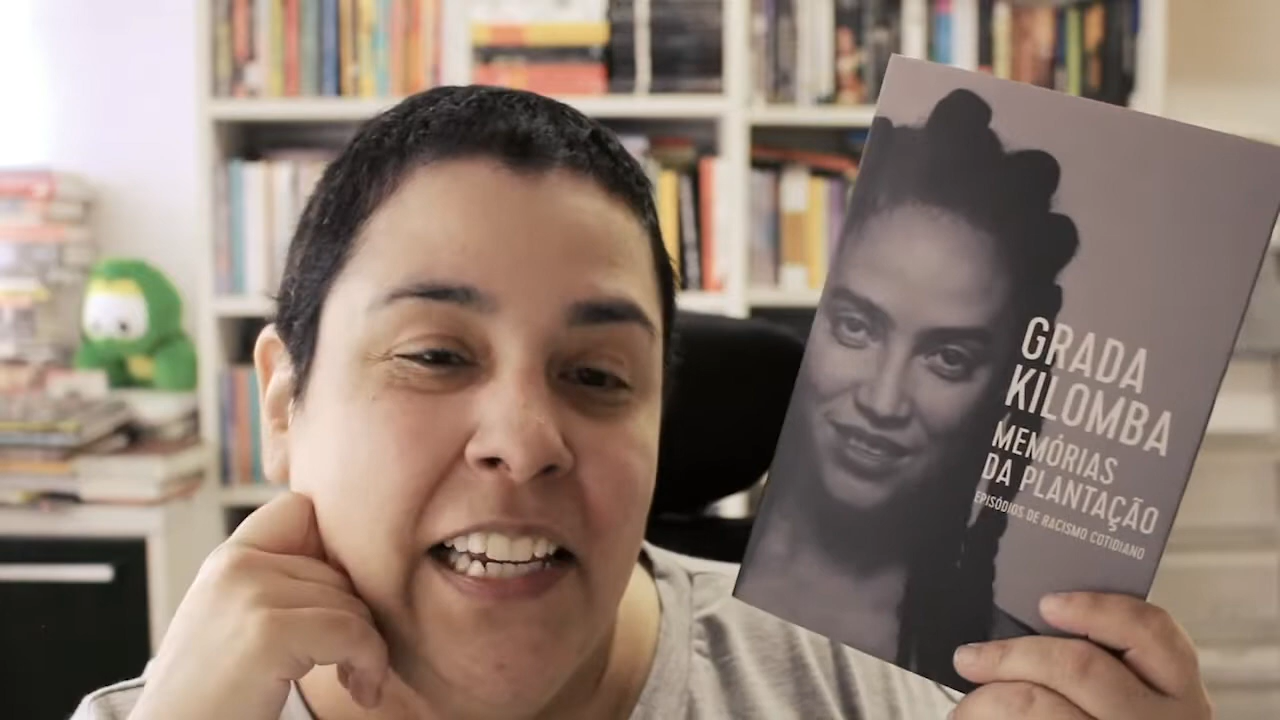 GRADA
KILOMBA
MEMÓRIAS
DA PLANTAÇÃO
EPISÓDIOS DE RACISMO COTIDIANO